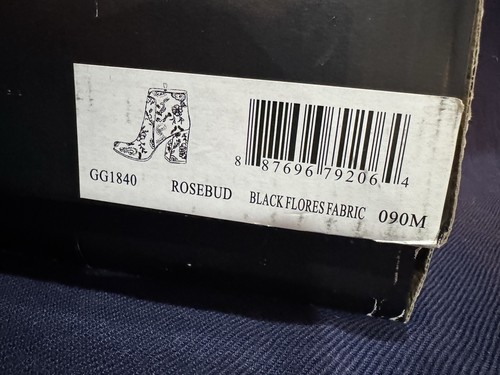 8 87696 79206 4
GG1840 ROSEBUD BLACK FLORES FABRIC 090M